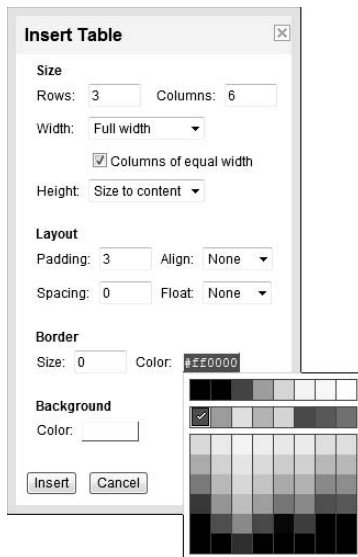 Insert Table
Size
Rows: 3 Columns: 6
Width: Full width
Columns of equal width
Height: Size to content
Layout
Padding: 3 Align: None
Spacing: 0 Float: None
Border
Size: 0 Color: #ff0000
Background
Color:
Insert Cancel